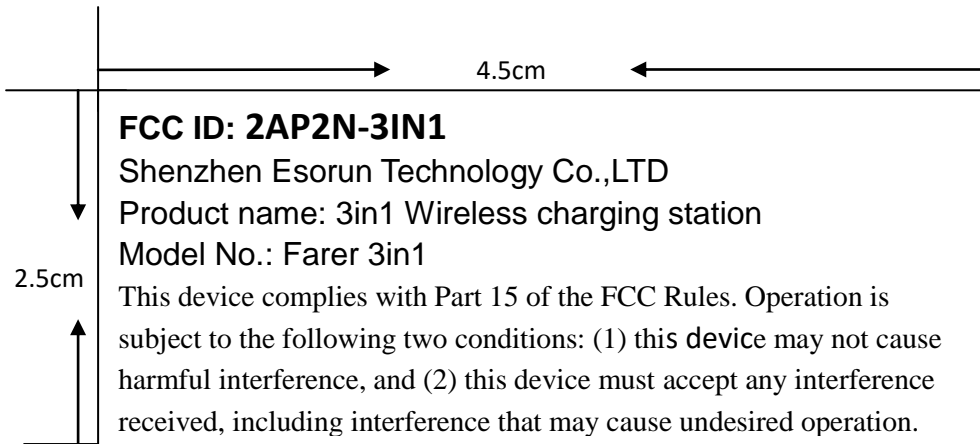 4.5cm
FCC ID: 2AP2N-3IN1
Shenzhen Esorun Technology Co.,LTD
Product name: 3in1 Wireless charging station
Model No.: Farer 3in1
2.5cm
This device complies with Part 15 of the FCC Rules. Operation is
subject to the following two conditions: (1) this device may not cause
harmful interference, and (2) this device must accept any interference
received, including interference that may cause undesired operation.